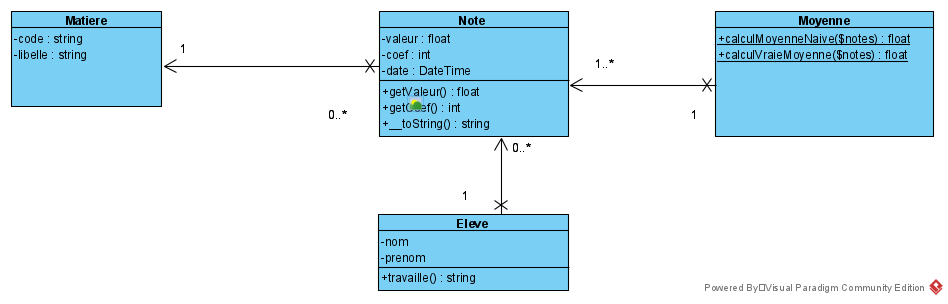 Matiere
-code : string
-libelle : string
1
0..*
Note
-valeur : float
-coef : int
-date : DateTime
+getValeur() : float
+getCoef() : int
+__toString() : string
1..*
1
Moyenne
+calculMoyenneNaive($notes) : float
+calculVraieMoyenne($notes) : float
0..*
1
Eleve
-nom
-prenom
+travaille() : string
Powered By□Visual Paradigm Community Edition